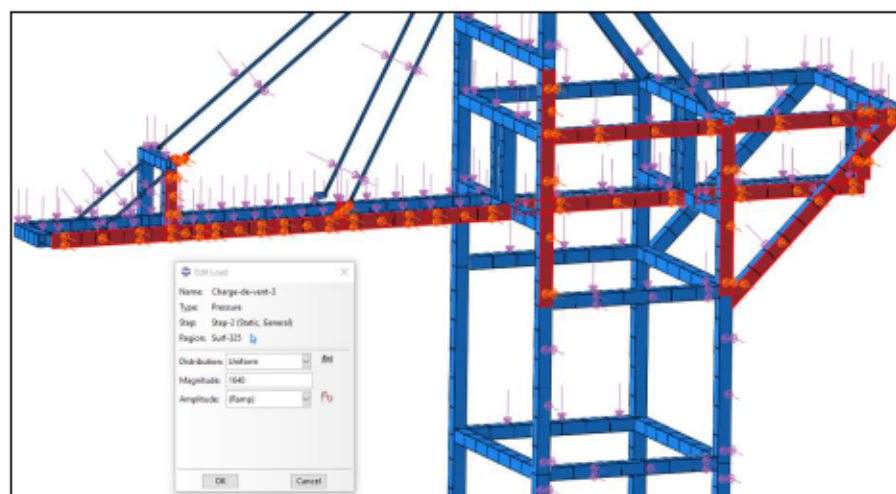 Edit Load
Name: Charge-de-vent-3
Type: Pressure
Step: Step-2 (Static, General)
Region: Surf-325
Distribution: Uniform f(x)
Magnitude: 1640
Amplitude: (Ramp)
OK Cancel